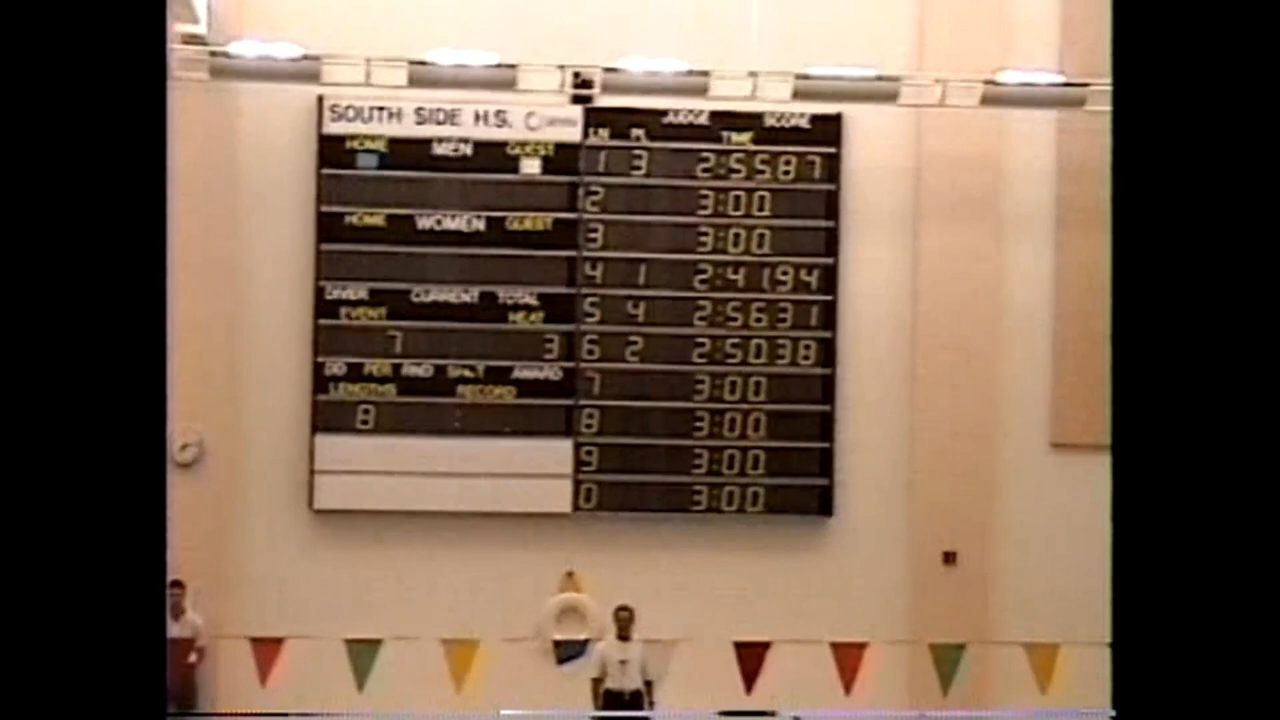 SOUTH SIDE H.S.
HOME MEN GUEST
HOME WOMEN GUEST
DIVER CURRENT TOTAL
EVENT HEAT
7 3
DD PER RND SPLIT AWARD
LENGTHS RECORD
8 :
JUDGE SCORE
LN PL TIME
1 3 2:55.87
2 3:00.
3 3:00.
4 1 2:41.94
5 4 2:56.31
6 2 2:50.38
7 3:00.
8 3:00.
9 3:00.
0 3:00.